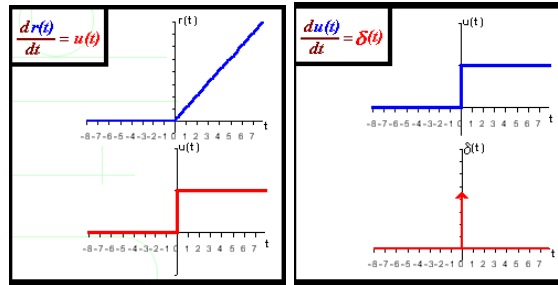 dr(t)/dt = u(t)
r(t)
-8-7-6-5-4-3-2-1 0 1 2 3 4 5 6 7 t
u(t)
-8-7-6-5-4-3-2-1 0 1 2 3 4 5 6 7 t
du(t)/dt = δ(t)
u(t)
-8-7-6-5-4-3-2-1 0 1 2 3 4 5 6 7 t
δ(t)
-8-7-6-5-4-3-2-1 0 1 2 3 4 5 6 7 t